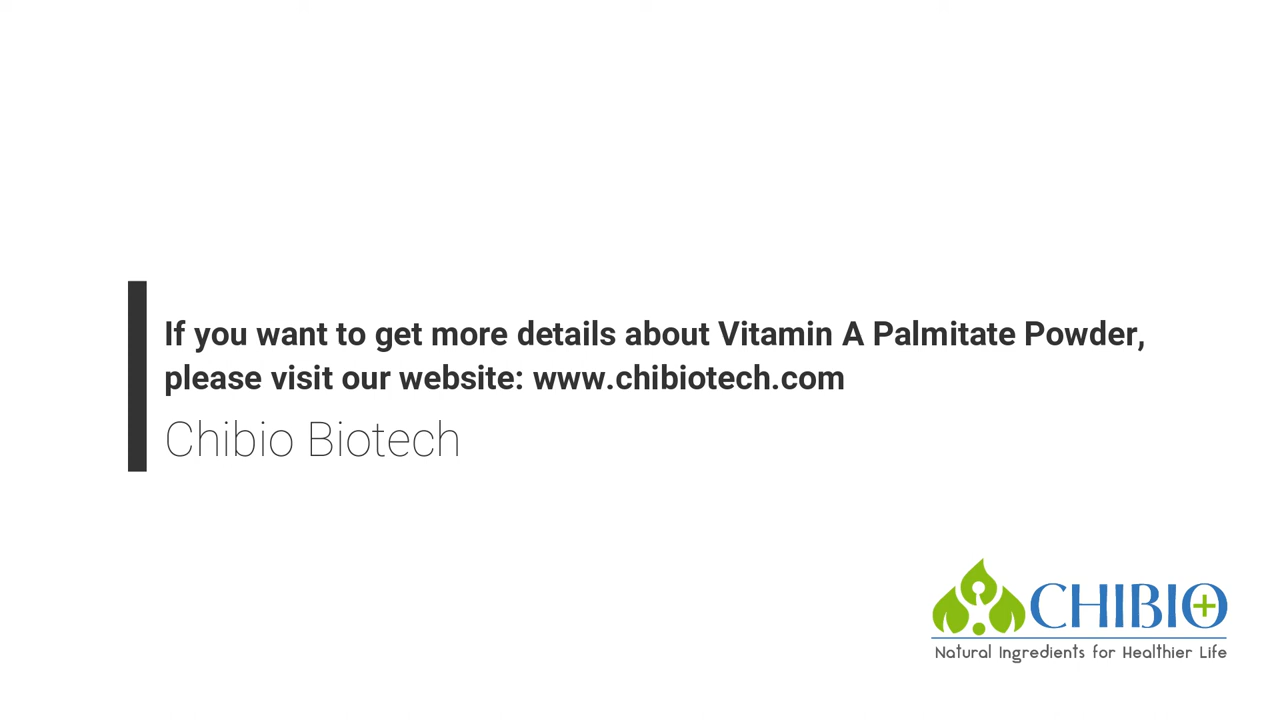 If you want to get more details about Vitamin A Palmitate Powder,
please visit our website: www.chibiotech.com
Chibio Biotech
CHIBIO
Natural Ingredients for Healthier Life